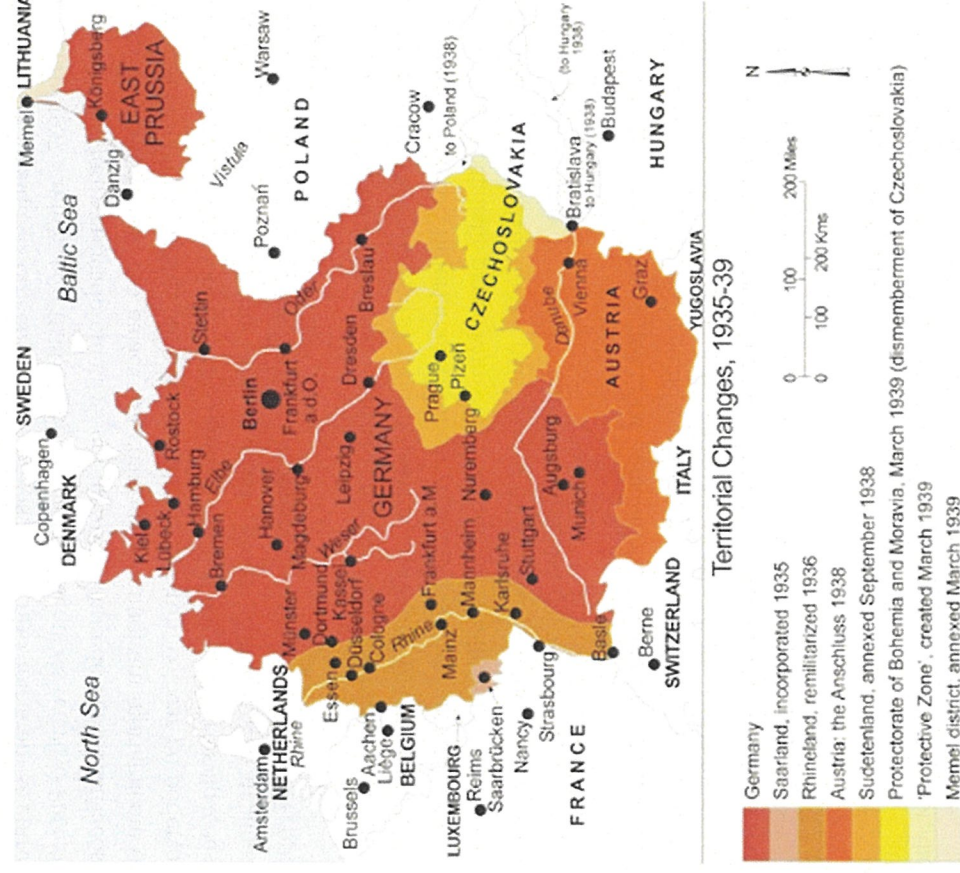 LITHUANIA
Memel
Königsberg
EAST
PRUSSIA
Danzig
Baltic Sea
SWEDEN
Copenhagen
DENMARK
North Sea
Warsaw
Vistula
POLAND
Poznań
Stettin
Oder
Rostock
Kiel
Lübeck
Hamburg
Elbe
Bremen
Berlin
Frankfurt
a.d.O.
Hanover
Magdeburg
Münster
Dortmund
Weser
Kassel
Essen
Düsseldorf
Cologne
Amsterdam
NETHERLANDS
Rhine
Brussels
Aachen
Liège
BELGIUM
Breslau
Dresden
Leipzig
GERMANY
Cracow
to Poland (1938)
(to Hungary
1938)
Prague
Plzeň
CZECHOSLOVAKIA
Nuremberg
Frankfurt a.M.
Rhine
Mainz
Mannheim
Karlsruhe
Stuttgart
LUXEMBOURG
Reims
Saarbrücken
Nancy
Strasbourg
FRANCE
Basle
Berne
SWITZERLAND
Augsburg
Munich
Danube
Vienna
AUSTRIA
Graz
Bratislava
to Hungary (1938)
Budapest
HUNGARY
ITALY
YUGOSLAVIA
Territorial Changes, 1935-39
N
0 100 200 Miles
0 100 200 Kms
Germany
Saarland, incorporated 1935
Rhineland, remilitarized 1936
Austria: the Anschluss 1938
Sudetenland, annexed September 1938
Protectorate of Bohemia and Moravia, March 1939 (dismemberment of Czechoslovakia)
'Protective Zone', created March 1939
Memel district, annexed March 1939